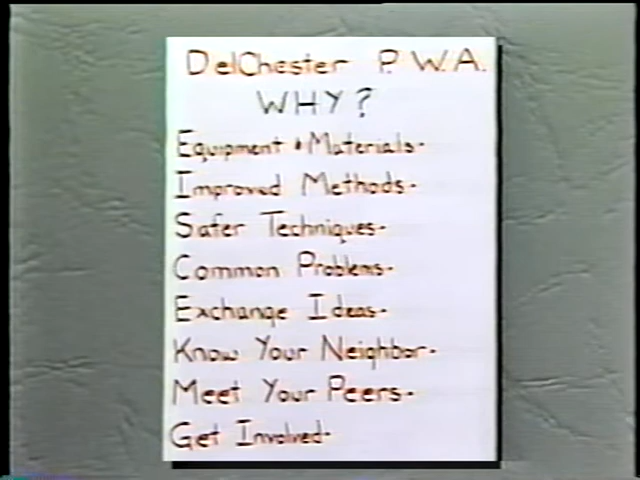 DelChester P.W.A.
WHY?
Equipment & Materials-
Improved Methods-
Safer Techniques-
Common Problems-
Exchange Ideas-
Know Your Neighbor-
Meet Your Peers-
Get Involved-